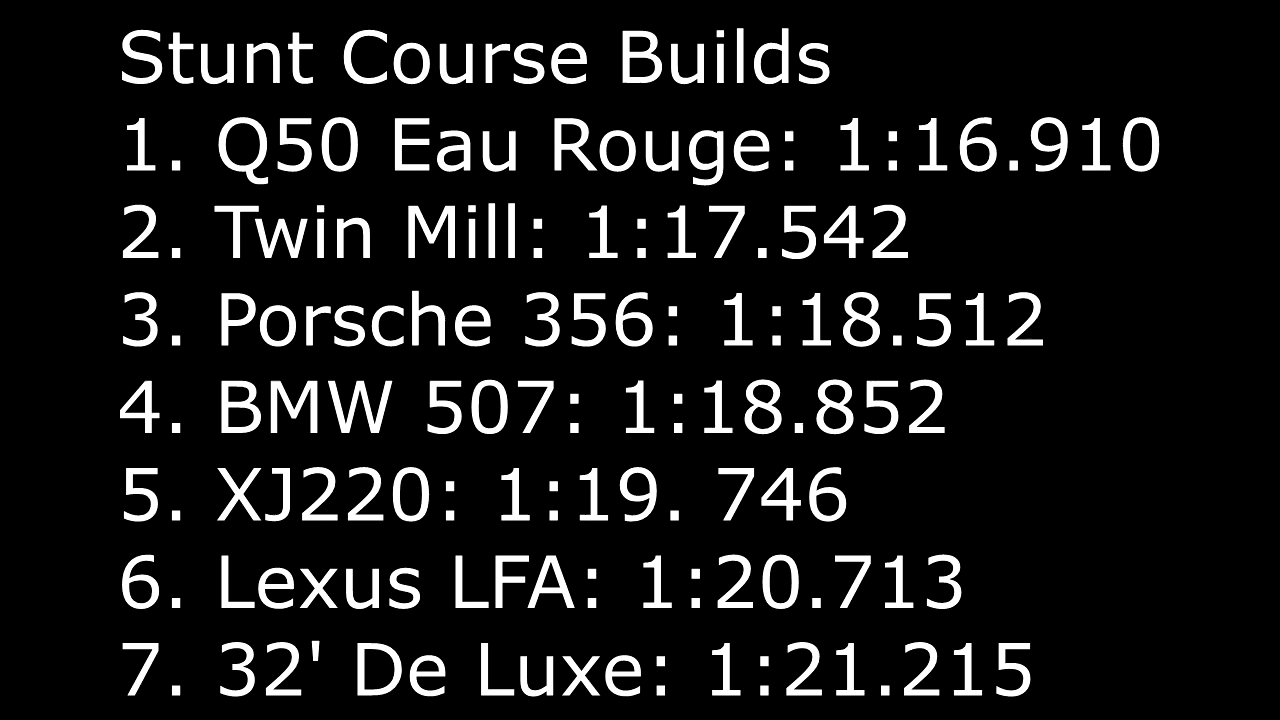 Stunt Course Builds
1. Q50 Eau Rouge: 1:16.910
2. Twin Mill: 1:17.542
3. Porsche 356: 1:18.512
4. BMW 507: 1:18.852
5. XJ220: 1:19. 746
6. Lexus LFA: 1:20.713
7. 32' De Luxe: 1:21.215